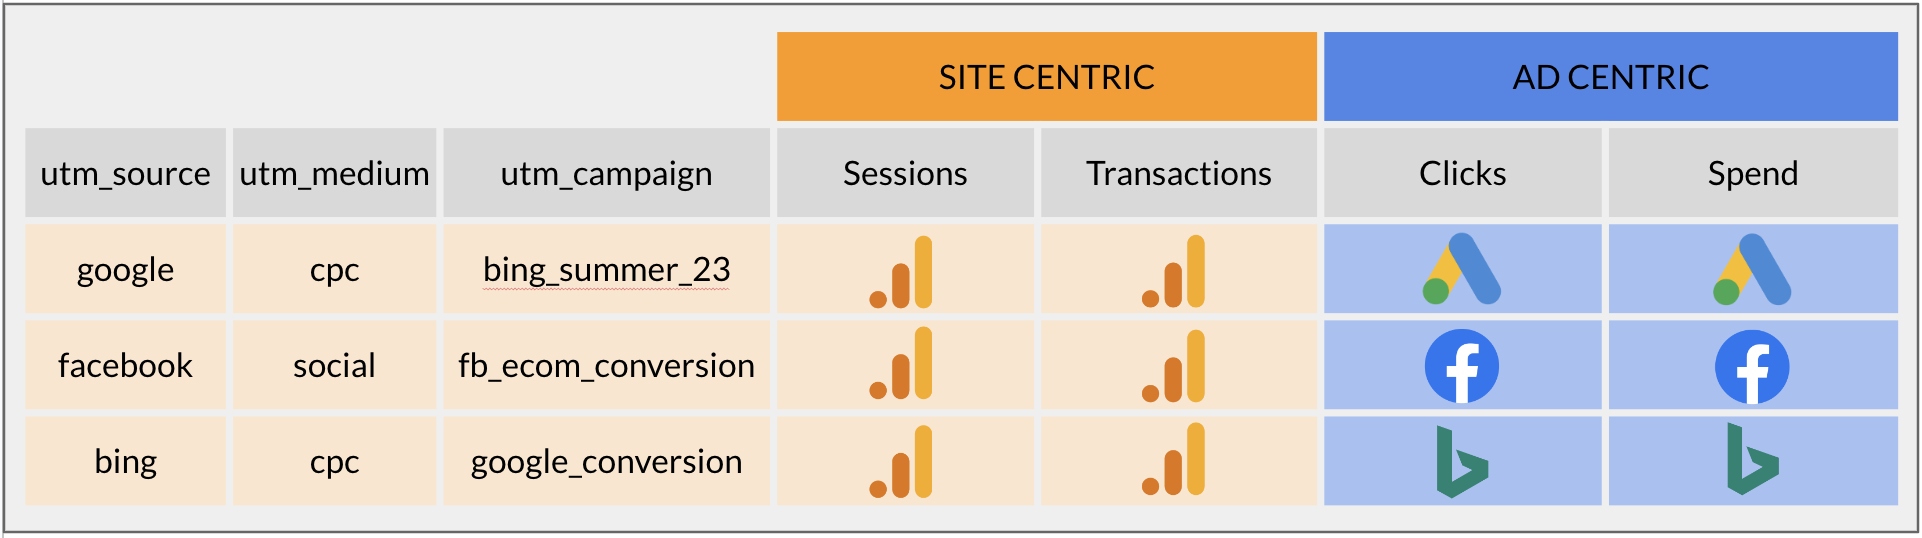 SITE CENTRIC AD CENTRIC
utm_source utm_medium utm_campaign Sessions Transactions Clicks Spend
google cpc bing_summer_23
facebook social fb_ecom_conversion
bing cpc google_conversion